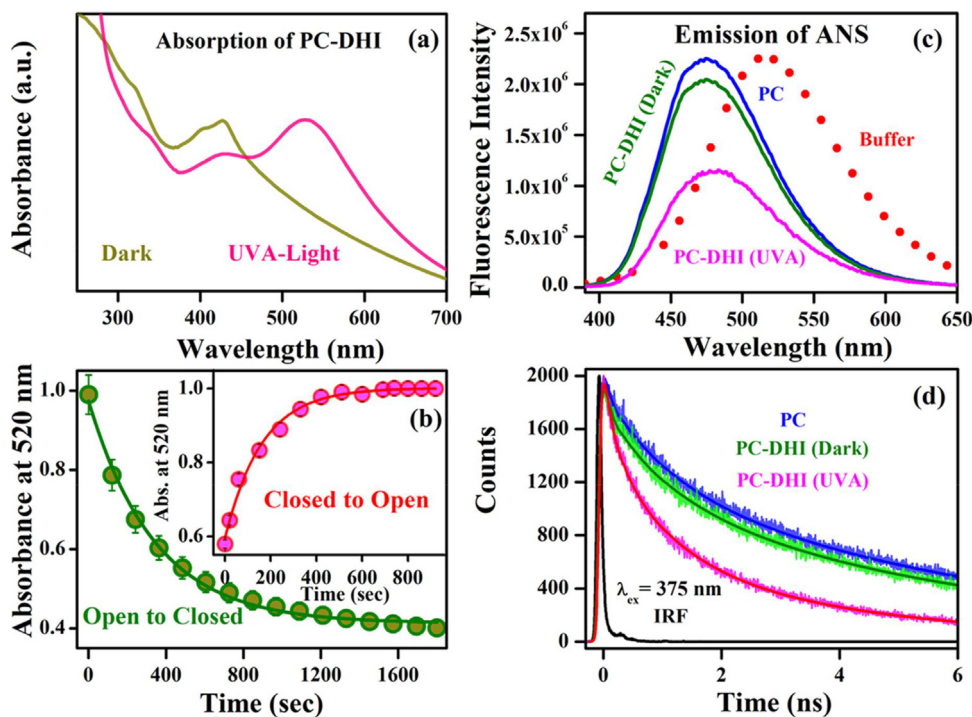 Absorption of PC-DHI
(a)
Absorbance (a.u.)
Dark
UVA-Light
300 400 500 600 700
Wavelength (nm)
Emission of ANS
(c)
Fluorescence Intensity
2.5x10⁶
2.0x10⁶
1.5x10⁶
1.0x10⁶
5.0x10⁵
0.0
PC-DHI (Dark)
PC
Buffer
PC-DHI (UVA)
400 450 500 550 600 650
Wavelength (nm)
Absorbance at 520 nm
1.0
0.8
0.6
0.4
Open to Closed
0 400 800 1200 1600
Time (sec)
(b)
Abs. at 520 nm
1.0
0.8
0.6
Closed to Open
0 200 400 600 800
Time (sec)
(d)
Counts
2000
1600
1200
800
400
0
PC
PC-DHI (Dark)
PC-DHI (UVA)
λex = 375 nm
IRF
0 2 4 6
Time (ns)